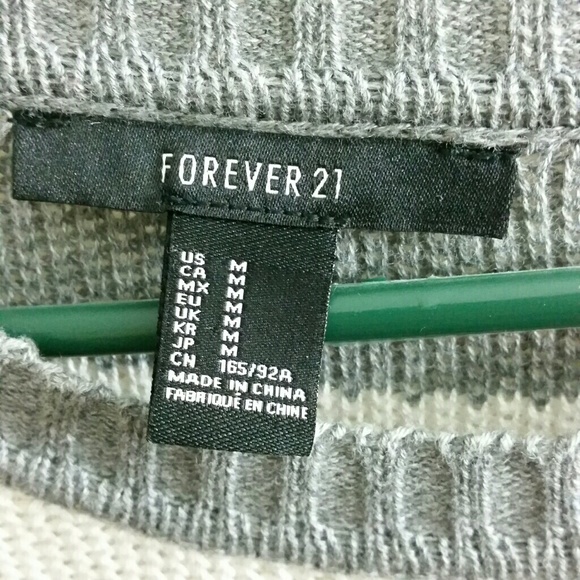 FOREVER 21
US M
CA M
MX M
EU M
UK M
KR M
JP M
CN 165/92A
MADE IN CHINA
FABRIQUÉ EN CHINE